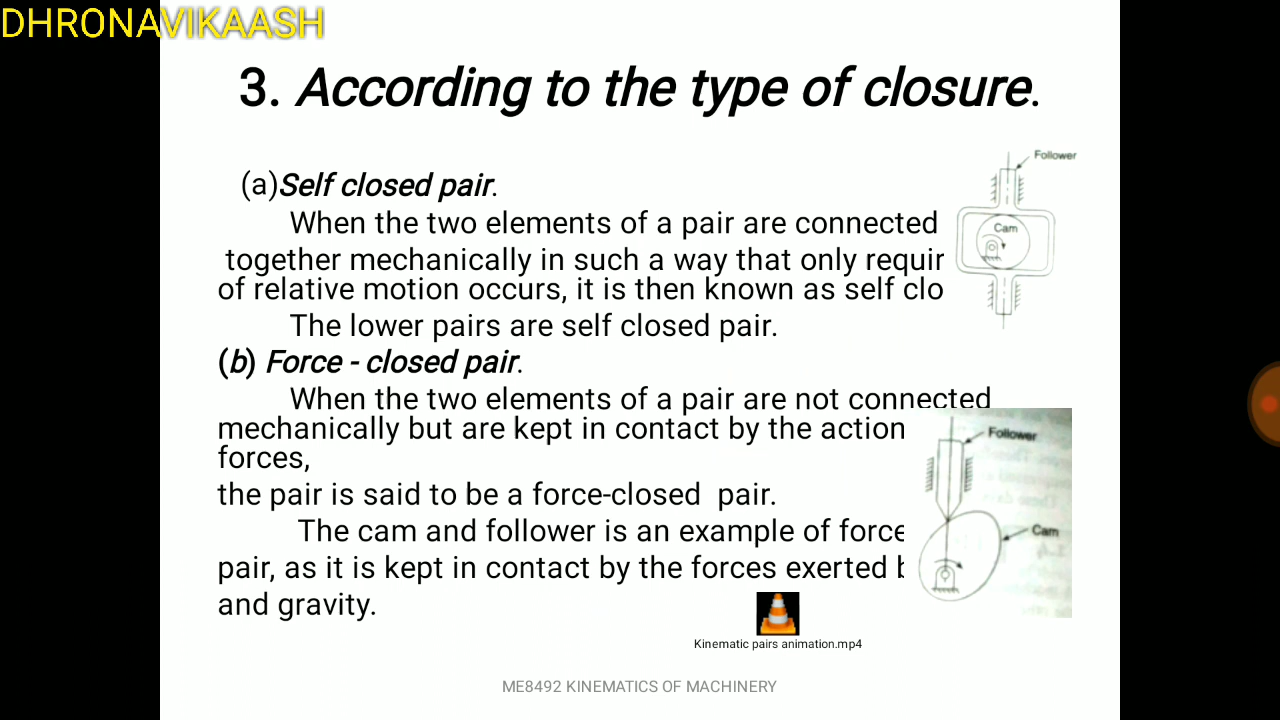 DHRONAVIKAASH
3. According to the type of closure.
(a)Self closed pair.
When the two elements of a pair are connected
together mechanically in such a way that only requir
of relative motion occurs, it is then known as self clo
The lower pairs are self closed pair.
(b) Force - closed pair.
When the two elements of a pair are not connected
mechanically but are kept in contact by the action
forces,
the pair is said to be a force-closed pair.
The cam and follower is an example of force
pair, as it is kept in contact by the forces exerted b
and gravity.
Follower
Cam
Follower
Cam
Kinematic pairs animation.mp4
ME8492 KINEMATICS OF MACHINERY